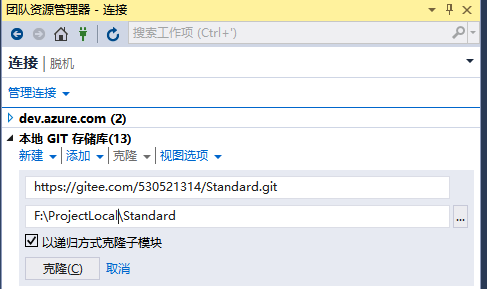 团队资源管理器 - 连接
搜索工作项 (Ctrl+')
连接 | 脱机
管理连接
dev.azure.com (2)
本地 GIT 存储库(13)
新建 | 添加 | 克隆 | 视图选项
https://gitee.com/530521314/Standard.git
F:\ProjectLocal\Standard
...
以递归方式克隆子模块
克隆(C) 取消